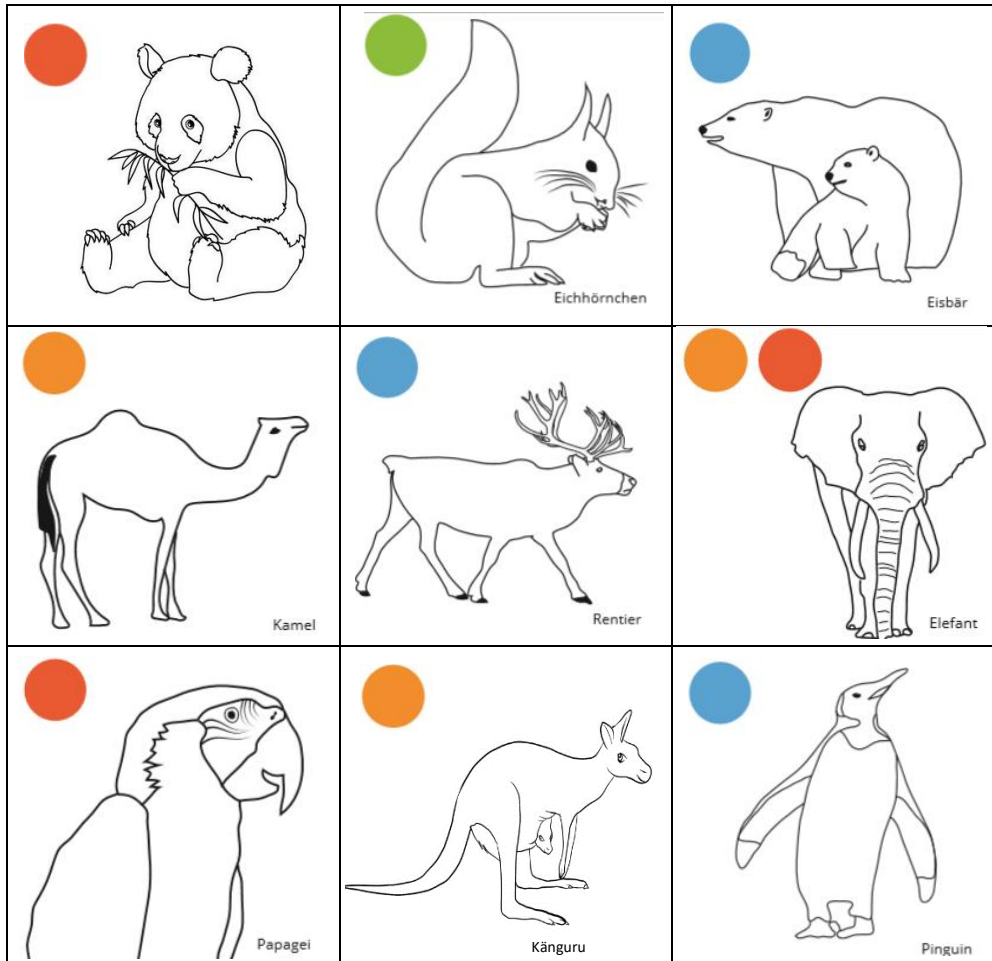 Eichhörnchen
Eisbär
Kamel
Rentier
Elefant
Papagei
Känguru
Pinguin